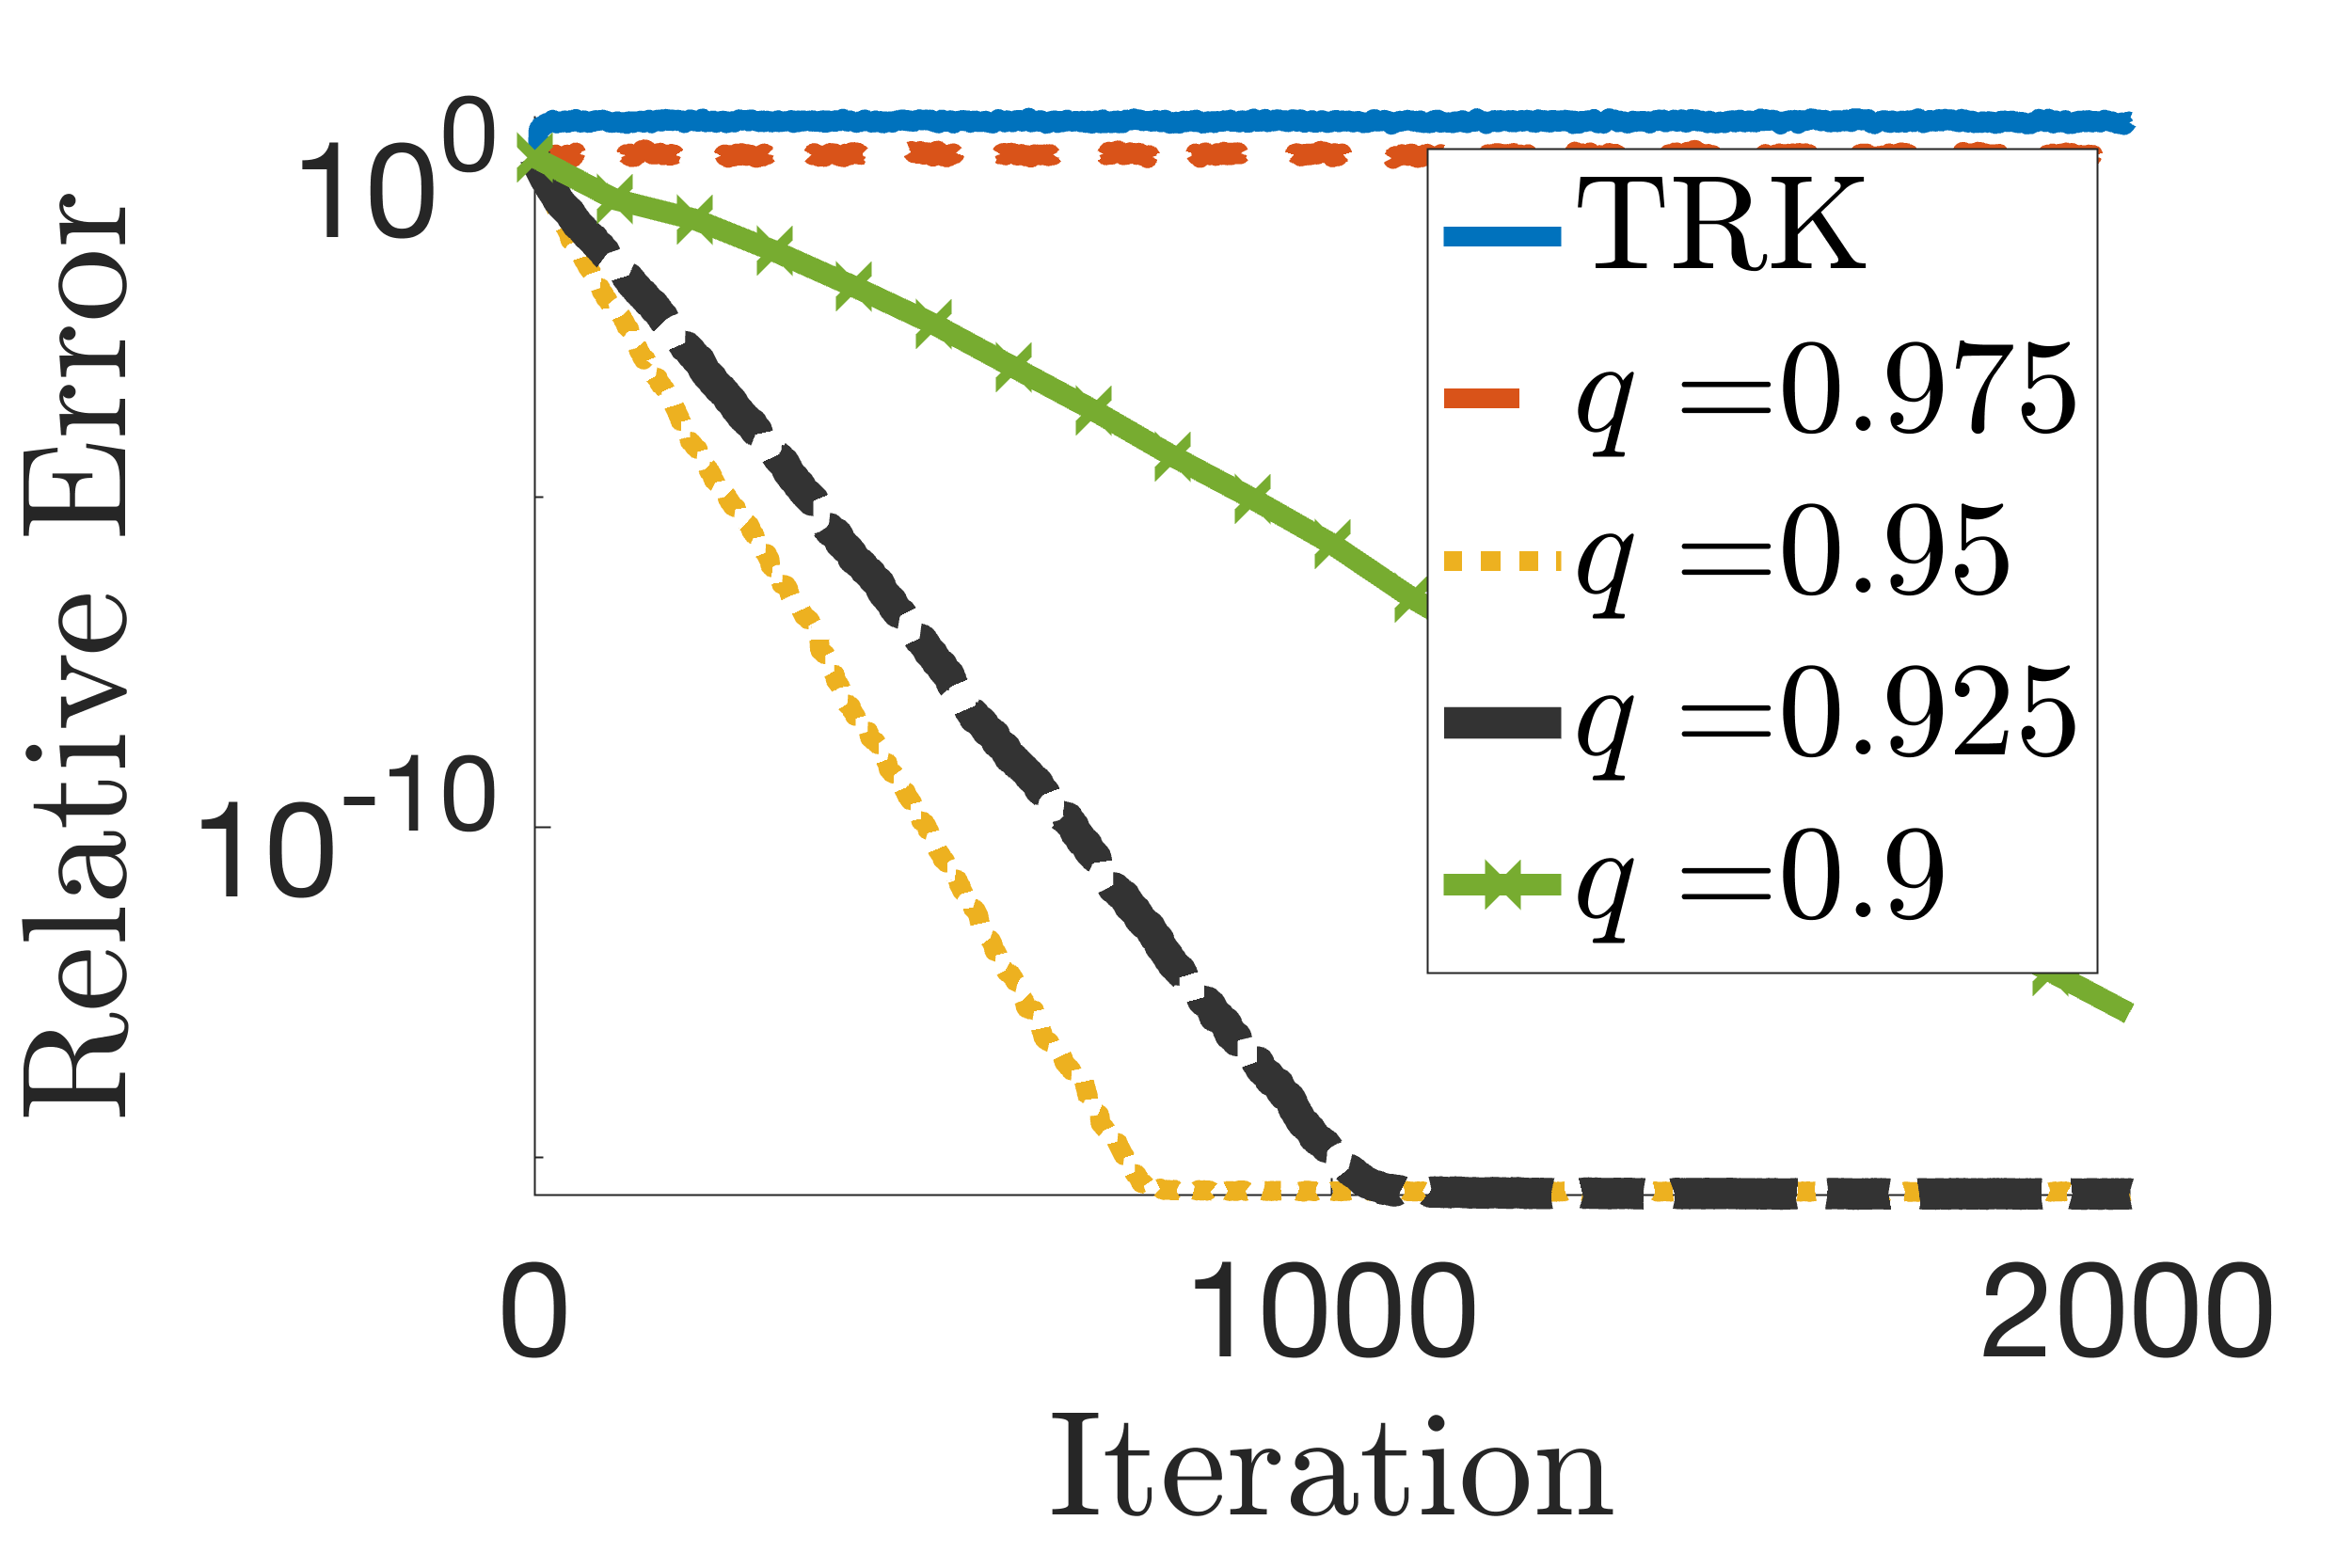 Relative Error
10^0
10^-10
TRK
q =0.975
q =0.95
q =0.925
q =0.9
0 1000 2000
Iteration